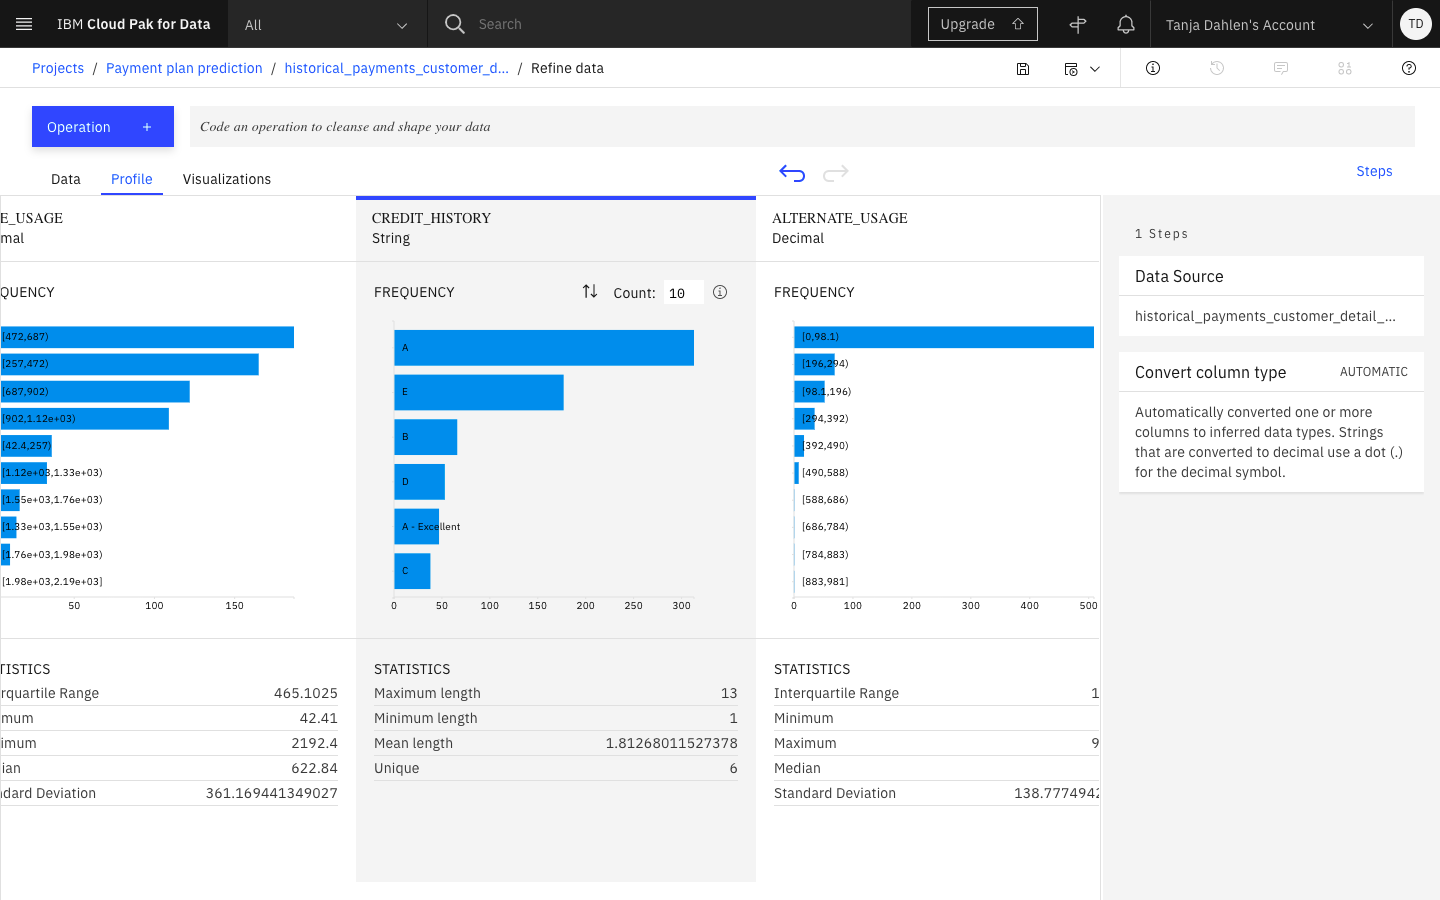 IBM Cloud Pak for Data
All
Search
Upgrade
Tanja Dahlen's Account
TD
Projects / Payment plan prediction / historical_payments_customer_d... / Refine data
Operation +
Code an operation to cleanse and shape your data
Data
Profile
Visualizations
Steps
E_USAGE
mal
QUENCY
[472,687)
[257,472)
[687,902)
[902,1.12e+03)
[42.4,257)
[1.12e+03,1.33e+03)
[1.55e+03,1.76e+03)
[1.33e+03,1.55e+03)
[1.76e+03,1.98e+03)
[1.98e+03,2.19e+03]
50 100 150
TISTICS
rquartile Range 465.1025
mum 42.41
imum 2192.4
ian 622.84
dard Deviation 361.169441349027
CREDIT_HISTORY
String
FREQUENCY
Count: 10
A
E
B
D
A - Excellent
C
0 50 100 150 200 250 300
STATISTICS
Maximum length 13
Minimum length 1
Mean length 1.81268011527378
Unique 6
ALTERNATE_USAGE
Decimal
FREQUENCY
[0,98.1)
[196,294)
[98.1,196)
[294,392)
[392,490)
[490,588)
[588,686)
[686,784)
[784,883)
[883,981]
0 100 200 300 400 500
STATISTICS
Interquartile Range 1
Minimum
Maximum 9
Median
Standard Deviation 138.7774942
1 Steps
Data Source
historical_payments_customer_detail_...
Convert column type AUTOMATIC
Automatically converted one or more
columns to inferred data types. Strings
that are converted to decimal use a dot (.)
for the decimal symbol.